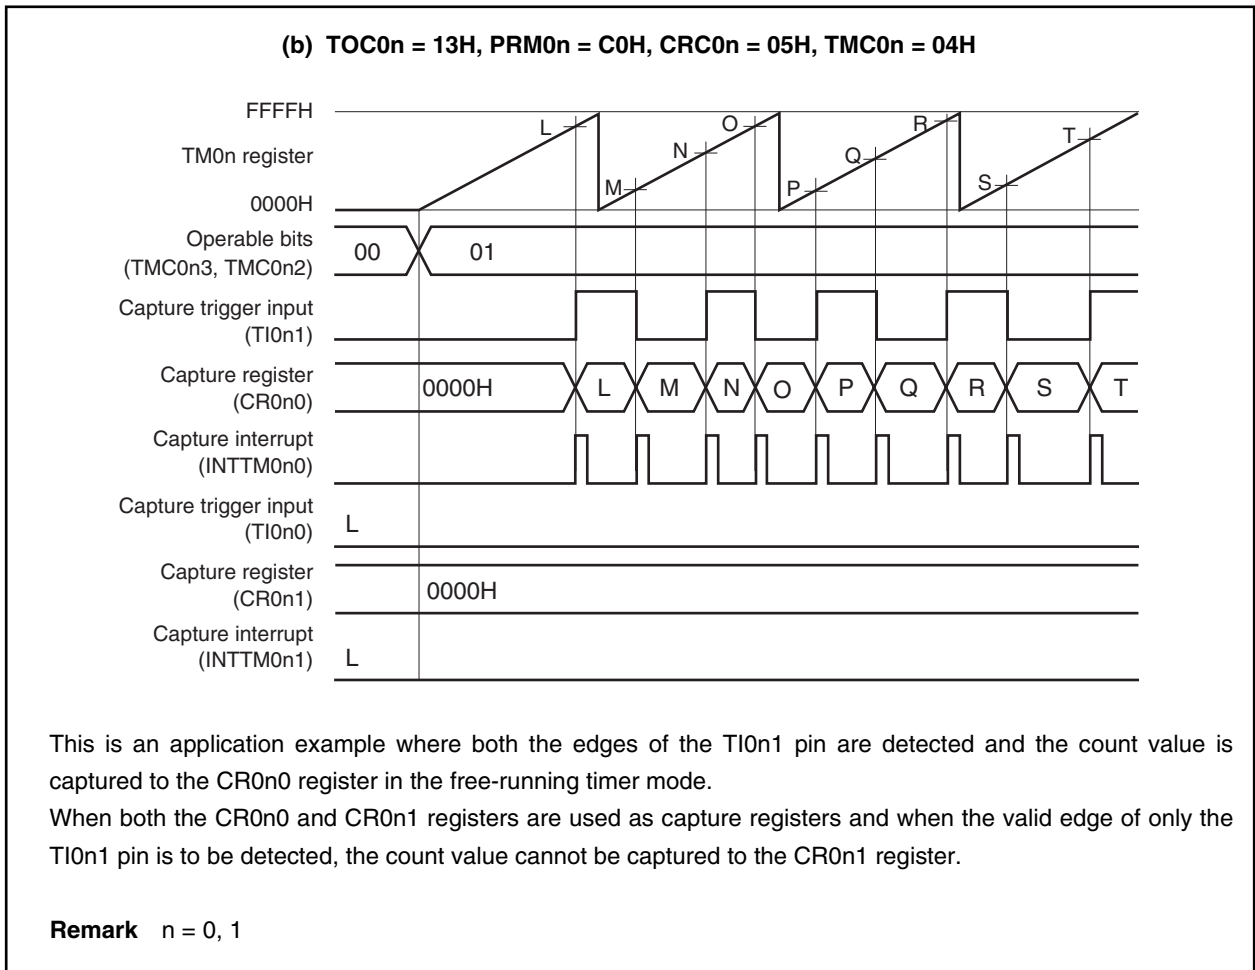 (b) TOC0n = 13H, PRM0n = C0H, CRC0n = 05H, TMC0n = 04H
FFFFH
TM0n register
0000H
L
M
N
O
P
Q
R
S
T
Operable bits
(TMC0n3, TMC0n2)
00
01
Capture trigger input
(TI0n1)
Capture register
(CR0n0)
0000H
L
M
N
O
P
Q
R
S
T
Capture interrupt
(INTTM0n0)
Capture trigger input
(TI0n0)
L
Capture register
(CR0n1)
0000H
Capture interrupt
(INTTM0n1)
L
This is an application example where both the edges of the TI0n1 pin are detected and the count value is
captured to the CR0n0 register in the free-running timer mode.
When both the CR0n0 and CR0n1 registers are used as capture registers and when the valid edge of only the
TI0n1 pin is to be detected, the count value cannot be captured to the CR0n1 register.
Remark n = 0, 1